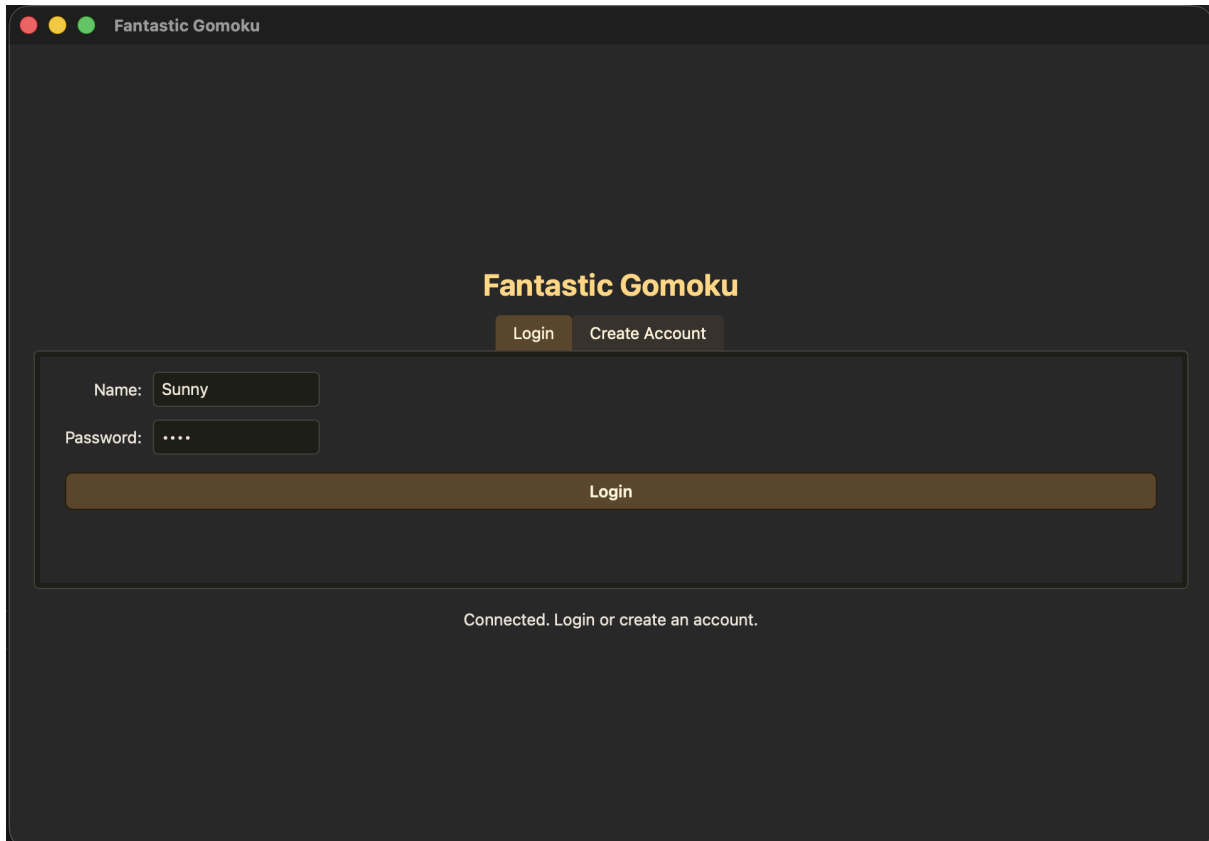 Fantastic Gomoku
Fantastic Gomoku
Login Create Account
Name: Sunny
Password: ••••
Login
Connected. Login or create an account.